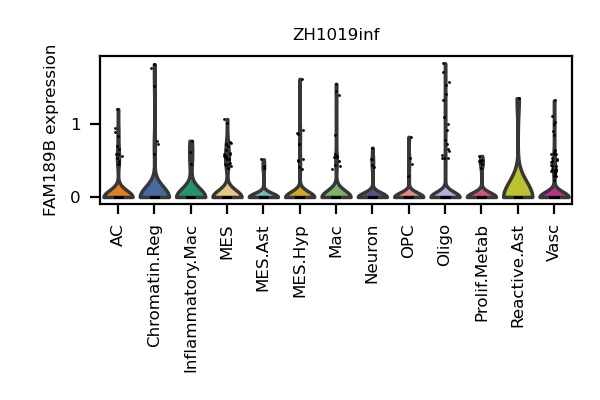 ZH1019inf
FAM189B expression
1
0
AC
Chromatin.Reg
Inflammatory.Mac
MES
MES.Ast
MES.Hyp
Mac
Neuron
OPC
Oligo
Prolif.Metab
Reactive.Ast
Vasc